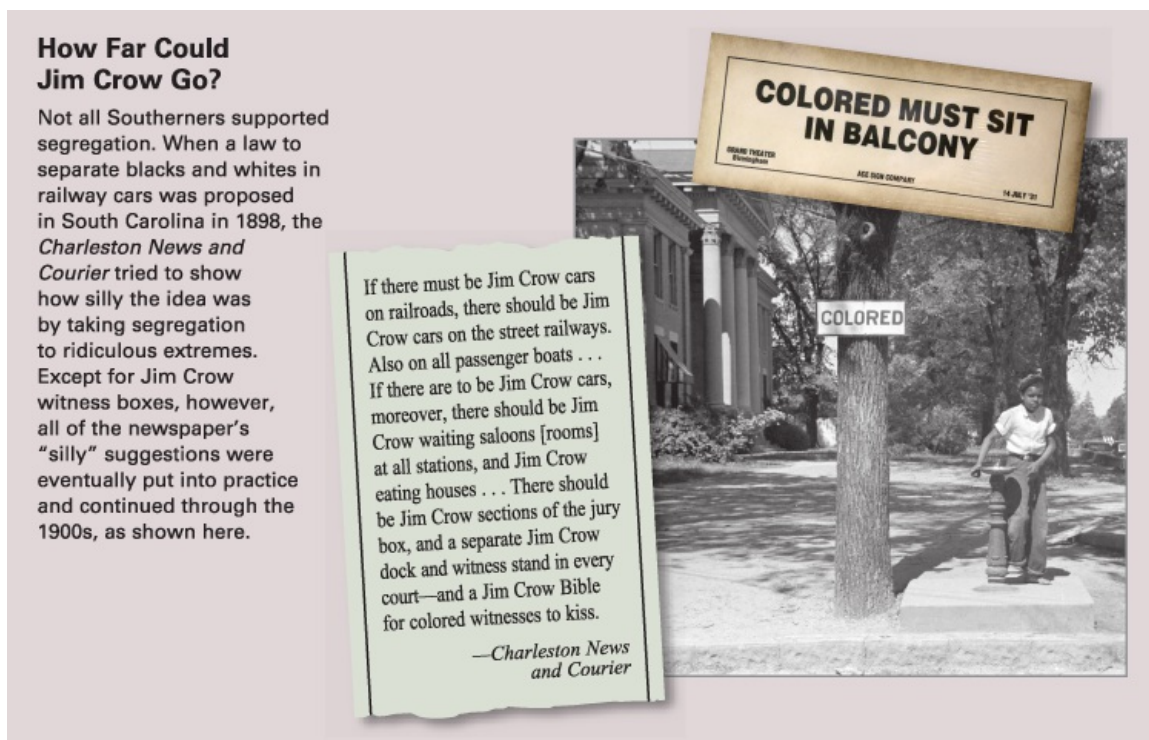 How Far Could
Jim Crow Go?
Not all Southerners supported
segregation. When a law to
separate blacks and whites in
railway cars was proposed
in South Carolina in 1898, the
Charleston News and
Courier tried to show
how silly the idea was
by taking segregation
to ridiculous extremes.
Except for Jim Crow
witness boxes, however,
all of the newspaper's
“silly” suggestions were
eventually put into practice
and continued through the
1900s, as shown here.
If there must be Jim Crow cars
on railroads, there should be Jim
Crow cars on the street railways.
Also on all passenger boats . . .
If there are to be Jim Crow cars,
moreover, there should be Jim
Crow waiting saloons [rooms]
at all stations, and Jim Crow
eating houses . . . There should
be Jim Crow sections of the jury
box, and a separate Jim Crow
dock and witness stand in every
court—and a Jim Crow Bible
for colored witnesses to kiss.
—Charleston News
and Courier
COLORED MUST SIT
IN BALCONY
GRAND THEATER
Birmingham
ACE SIGN COMPANY
14 JULY '31
COLORED